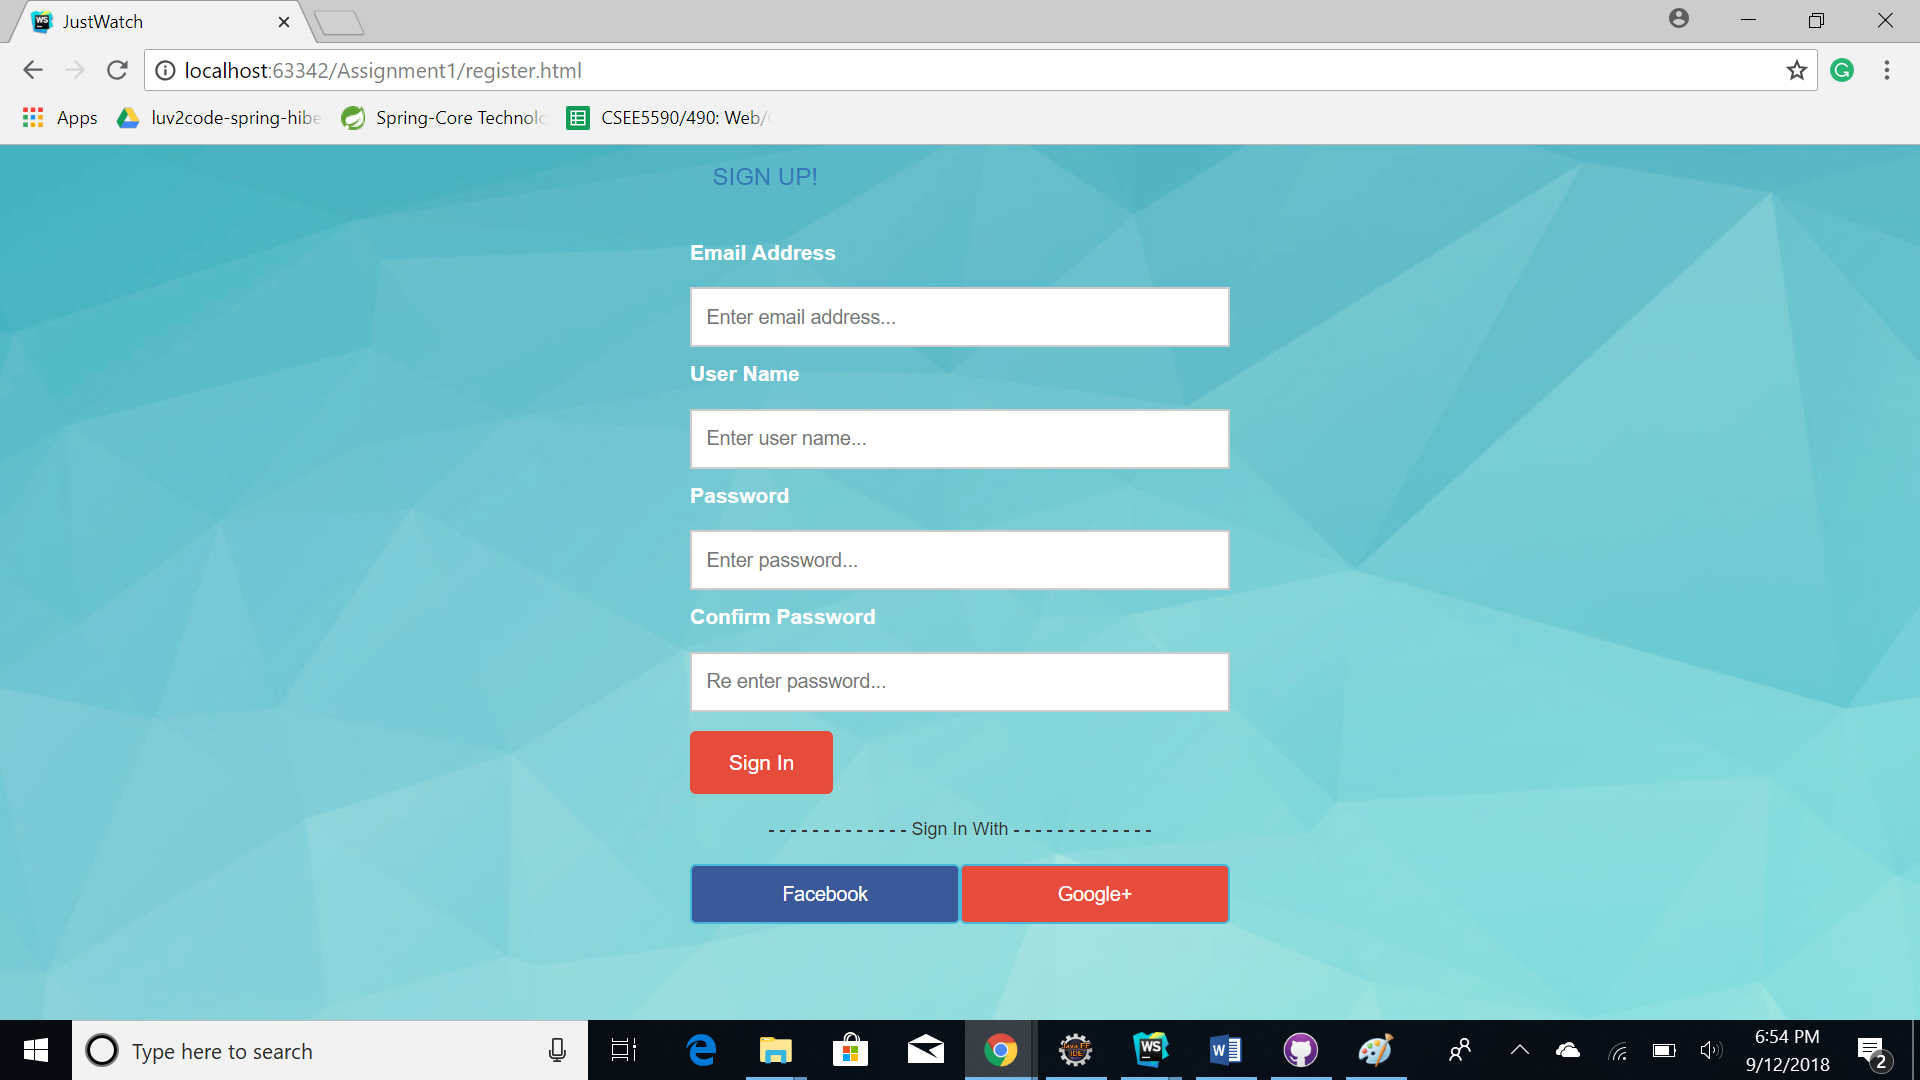 JustWatch
localhost:63342/Assignment1/register.html
Apps luv2code-spring-hibe Spring-Core Technolo CSEE5590/490: Web/
SIGN UP!
Email Address
Enter email address...
User Name
Enter user name...
Password
Enter password...
Confirm Password
Re enter password...
Sign In
- - - - - - - - - - - - - Sign In With - - - - - - - - - - - - -
Facebook Google+
Type here to search
6:54 PM
9/12/2018
2